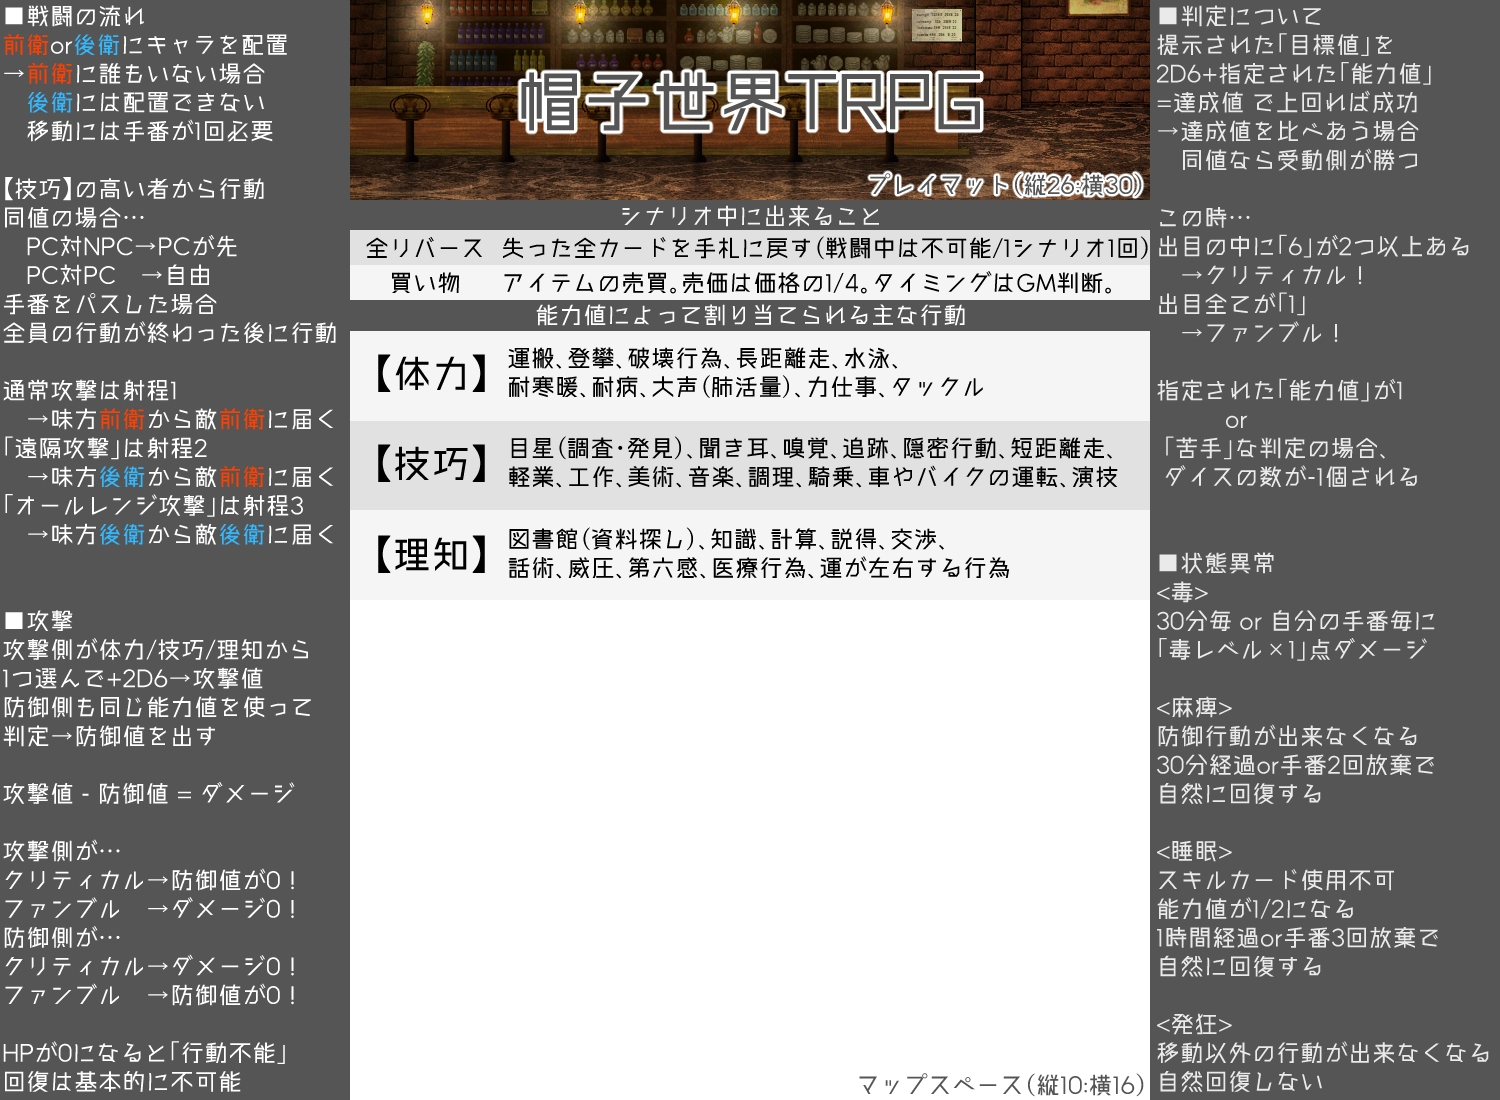 ■戦闘の流れ
前衛or後衛にキャラを配置
→前衛に誰もいない場合
後衛には配置できない
移動には手番が1回必要
【技巧】の高い者から行動
同値の場合…
PC対NPC→PCが先
PC対PC　→自由
手番をパスした場合
全員の行動が終わった後に行動
通常攻撃は射程1
→味方前衛から敵前衛に届く
「遠隔攻撃」は射程2
→味方後衛から敵前衛に届く
「オールレンジ攻撃」は射程3
→味方後衛から敵後衛に届く
■攻撃
攻撃側が体力/技巧/理知から
1つ選んで+2D6→攻撃値
防御側も同じ能力値を使って
判定→防御値を出す
攻撃値 - 防御値 = ダメージ
攻撃側が…
クリティカル→防御値が0！
ファンブル　→ダメージ0！
防御側が…
クリティカル→ダメージ0！
ファンブル　→防御値が0！
HPが0になると「行動不能」
回復は基本的に不可能
帽子世界TRPG
プレイマット(縦26:横30)
シナリオ中に出来ること
全リバース　失った全カードを手札に戻す(戦闘中は不可能/1シナリオ1回)
買い物　アイテムの売買。売価は価格の1/4。タイミングはGM判断。
能力値によって割り当てられる主な行動
【体力】
運搬、登攀、破壊行為、長距離走、水泳、
耐寒暖、耐病、大声(肺活量)、力仕事、タックル
【技巧】
目星(調査・発見)、聞き耳、嗅覚、追跡、隠密行動、短距離走、
軽業、工作、美術、音楽、調理、騎乗、車やバイクの運転、演技
【理知】
図書館(資料探し)、知識、計算、説得、交渉、
話術、威圧、第六感、医療行為、運が左右する行為
マップスペース(縦10:横16)
■判定について
提示された「目標値」を
2D6+指定された「能力値」
=達成値 で上回れば成功
→達成値を比べあう場合
同値なら受動側が勝つ
この時…
出目の中に「6」が2つ以上ある
→クリティカル！
出目全てが「1」
→ファンブル！
指定された「能力値」が1
or
「苦手」な判定の場合、
ダイスの数が-1個される
■状態異常
<毒>
30分毎 or 自分の手番毎に
「毒レベル×1」点ダメージ
<麻痺>
防御行動が出来なくなる
30分経過or手番2回放棄で
自然に回復する
<睡眠>
スキルカード使用不可
能力値が1/2になる
1時間経過or手番3回放棄で
自然に回復する
<発狂>
移動以外の行動が出来なくなる
自然回復しない